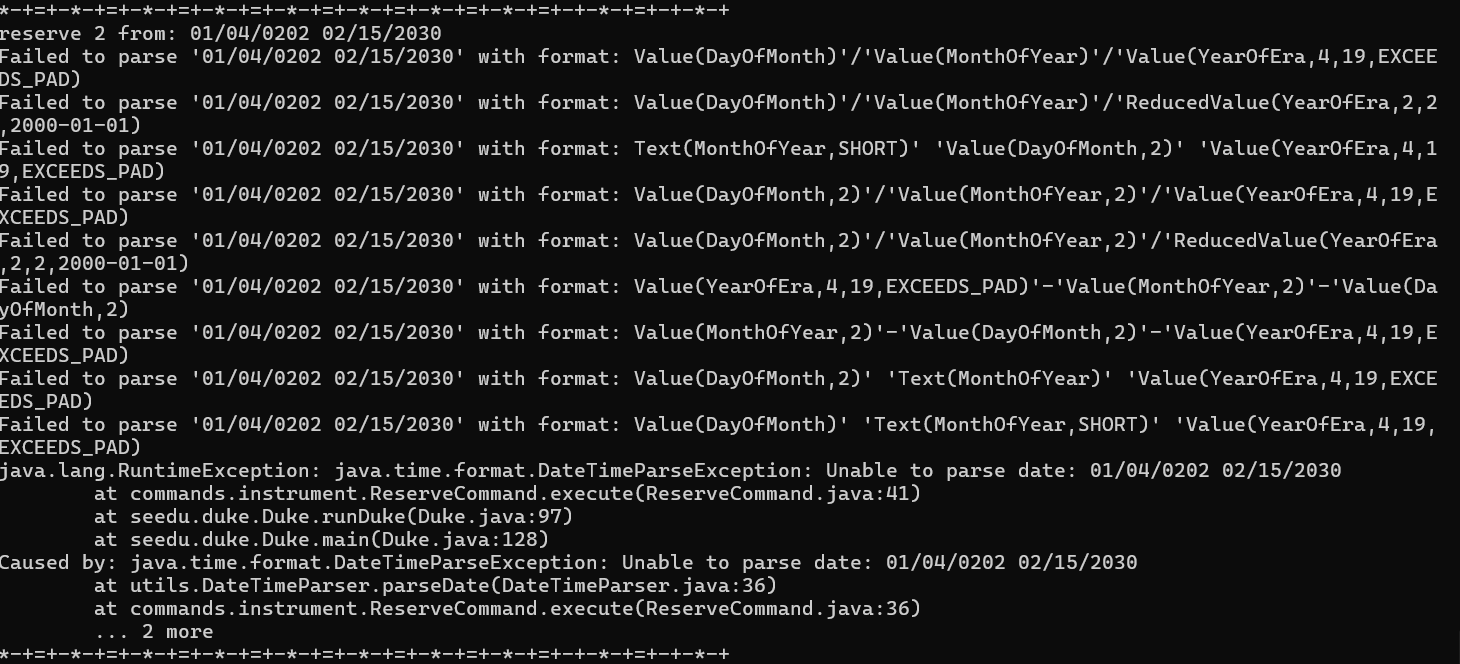 *-+=+-*-+=+-*-+=+-*-+=+-*-+=+-*-+=+-*-+=+-*-+=+-*-+=+-+-*-+
reserve 2 from: 01/04/0202 02/15/2030
Failed to parse '01/04/0202 02/15/2030' with format: Value(DayOfMonth)'/'Value(MonthOfYear)'/'Value(YearOfEra,4,19,EXCEE
DS_PAD)
Failed to parse '01/04/0202 02/15/2030' with format: Value(DayOfMonth)'/'Value(MonthOfYear)'/'ReducedValue(YearOfEra,2,2
,2000-01-01)
Failed to parse '01/04/0202 02/15/2030' with format: Text(MonthOfYear,SHORT)' 'Value(DayOfMonth,2)' 'Value(YearOfEra,4,1
9,EXCEEDS_PAD)
Failed to parse '01/04/0202 02/15/2030' with format: Value(DayOfMonth,2)'/'Value(MonthOfYear,2)'/'Value(YearOfEra,4,19,E
XCEEDS_PAD)
Failed to parse '01/04/0202 02/15/2030' with format: Value(DayOfMonth,2)'/'Value(MonthOfYear,2)'/'ReducedValue(YearOfEra
,2,2,2000-01-01)
Failed to parse '01/04/0202 02/15/2030' with format: Value(YearOfEra,4,19,EXCEEDS_PAD)'-'Value(MonthOfYear,2)'-'Value(Da
yOfMonth,2)
Failed to parse '01/04/0202 02/15/2030' with format: Value(MonthOfYear,2)'-'Value(DayOfMonth,2)'-'Value(YearOfEra,4,19,E
XCEEDS_PAD)
Failed to parse '01/04/0202 02/15/2030' with format: Value(DayOfMonth,2)' 'Text(MonthOfYear)' 'Value(YearOfEra,4,19,EXCE
EDS_PAD)
Failed to parse '01/04/0202 02/15/2030' with format: Value(DayOfMonth)' 'Text(MonthOfYear,SHORT)' 'Value(YearOfEra,4,19,
EXCEEDS_PAD)
java.lang.RuntimeException: java.time.format.DateTimeParseException: Unable to parse date: 01/04/0202 02/15/2030
at commands.instrument.ReserveCommand.execute(ReserveCommand.java:41)
at seedu.duke.Duke.runDuke(Duke.java:97)
at seedu.duke.Duke.main(Duke.java:128)
Caused by: java.time.format.DateTimeParseException: Unable to parse date: 01/04/0202 02/15/2030
at utils.DateTimeParser.parseDate(DateTimeParser.java:36)
at commands.instrument.ReserveCommand.execute(ReserveCommand.java:36)
... 2 more
*-+=+-*-+=+-*-+=+-*-+=+-*-+=+-*-+=+-*-+=+-*-+=+-*-+=+-+-*-+